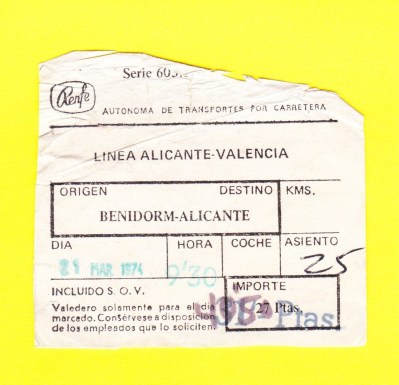 Serie 605
Renfe
AUTONOMA DE TRANSPORTES POR CARRETERA
LINEA ALICANTE-VALENCIA
ORIGEN DESTINO KMS.
BENIDORM-ALICANTE
DIA HORA COCHE ASIENTO
21 MAR. 1974 9'30 25
INCLUIDO S. O. V. IMPORTE
27 Ptas.
Ptas.
Valedero solamente para el día
marcado. Consérvese a disposición
de los empleados que lo soliciten.